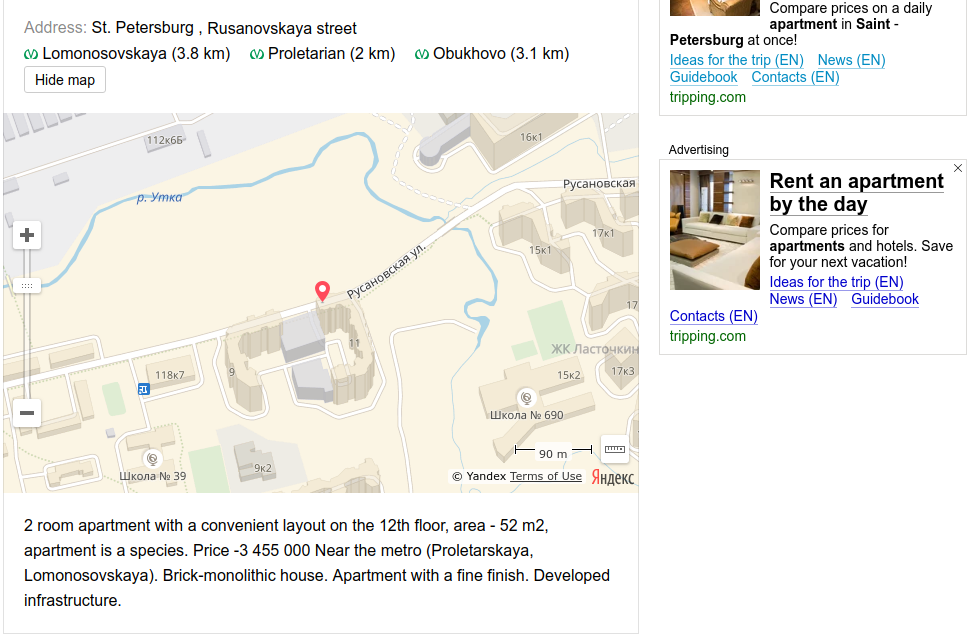 Address: St. Petersburg , Rusanovskaya street
Lomonosovskaya (3.8 km) Proletarian (2 km) Obukhovo (3.1 km)
Hide map
112к6Б
16к1
р. Утка
Русановская
17к1
15к1
Русановская ул.
17
11
ЖК Ласточкин
9
118к7
15к2
17к3
Школа № 690
90 m
9к2
Школа № 39
© Yandex Terms of Use Яндекс
2 room apartment with a convenient layout on the 12th floor, area - 52 m2,
apartment is a species. Price -3 455 000 Near the metro (Proletarskaya,
Lomonosovskaya). Brick-monolithic house. Apartment with a fine finish. Developed
infrastructure.
Compare prices on a daily
apartment in Saint -
Petersburg at once!
Ideas for the trip (EN) News (EN)
Guidebook Contacts (EN)
tripping.com
Advertising
Rent an apartment
by the day
Compare prices for
apartments and hotels. Save
for your next vacation!
Ideas for the trip (EN)
News (EN) Guidebook
Contacts (EN)
tripping.com